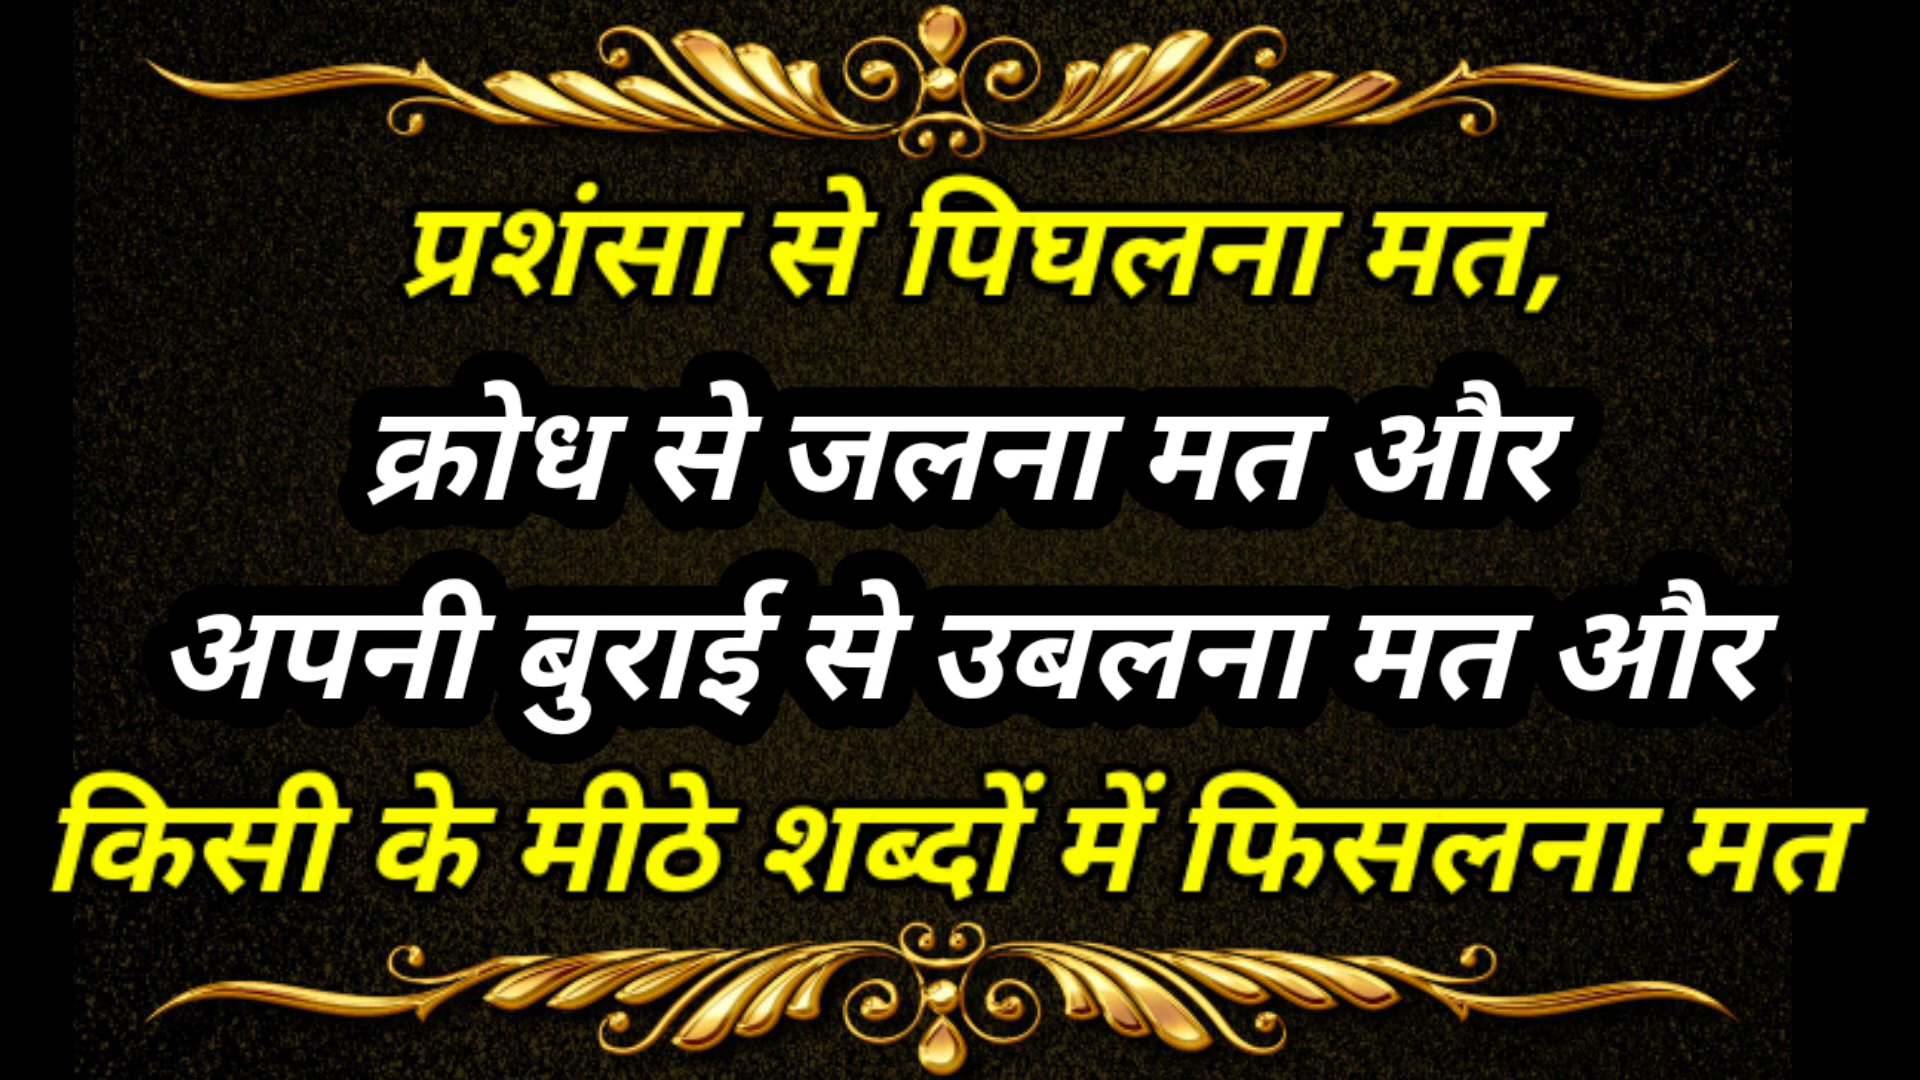 प्रशंसा से पिघलना मत,
क्रोध से जलना मत और
अपनी बुराई से उबलना मत और
किसी के मीठे शब्दों में फिसलना मत